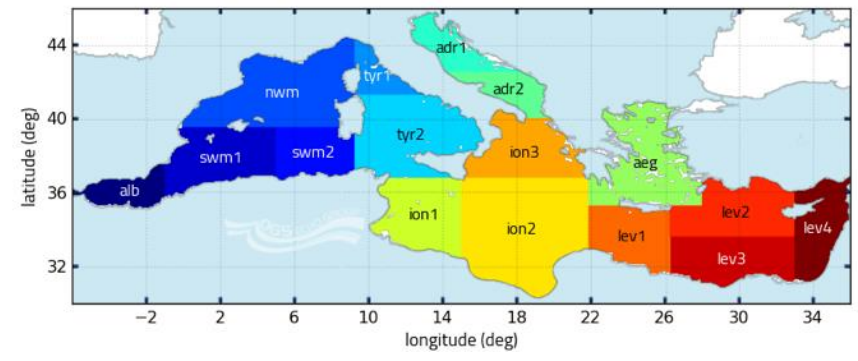 44
40
36
32
latitude (deg)
adr1
tyr1
nwm
adr2
tyr2
swm1
swm2
ion3
aeg
alb
ion1
ion2
lev1
lev2
lev4
lev3
−2
2
6
10
14
18
22
26
30
34
longitude (deg)